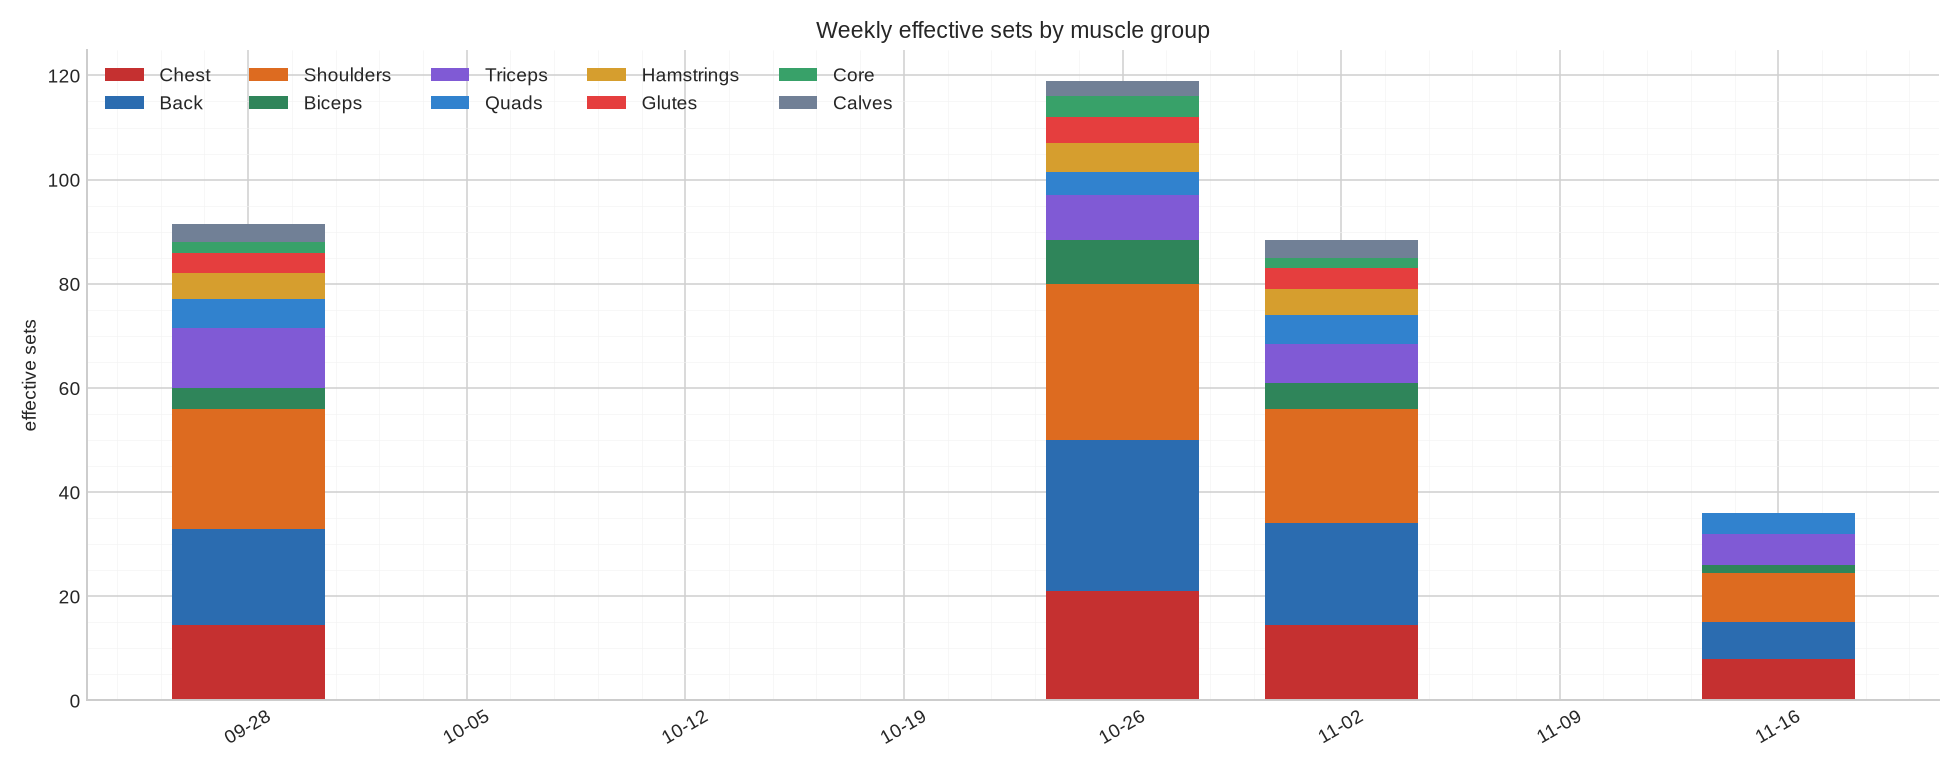 Weekly effective sets by muscle group
Chest Shoulders Triceps Hamstrings Core
Back Biceps Quads Glutes Calves
120
100
80
60
40
20
0
effective sets
09-28 10-05 10-12 10-19 10-26 11-02 11-09 11-16